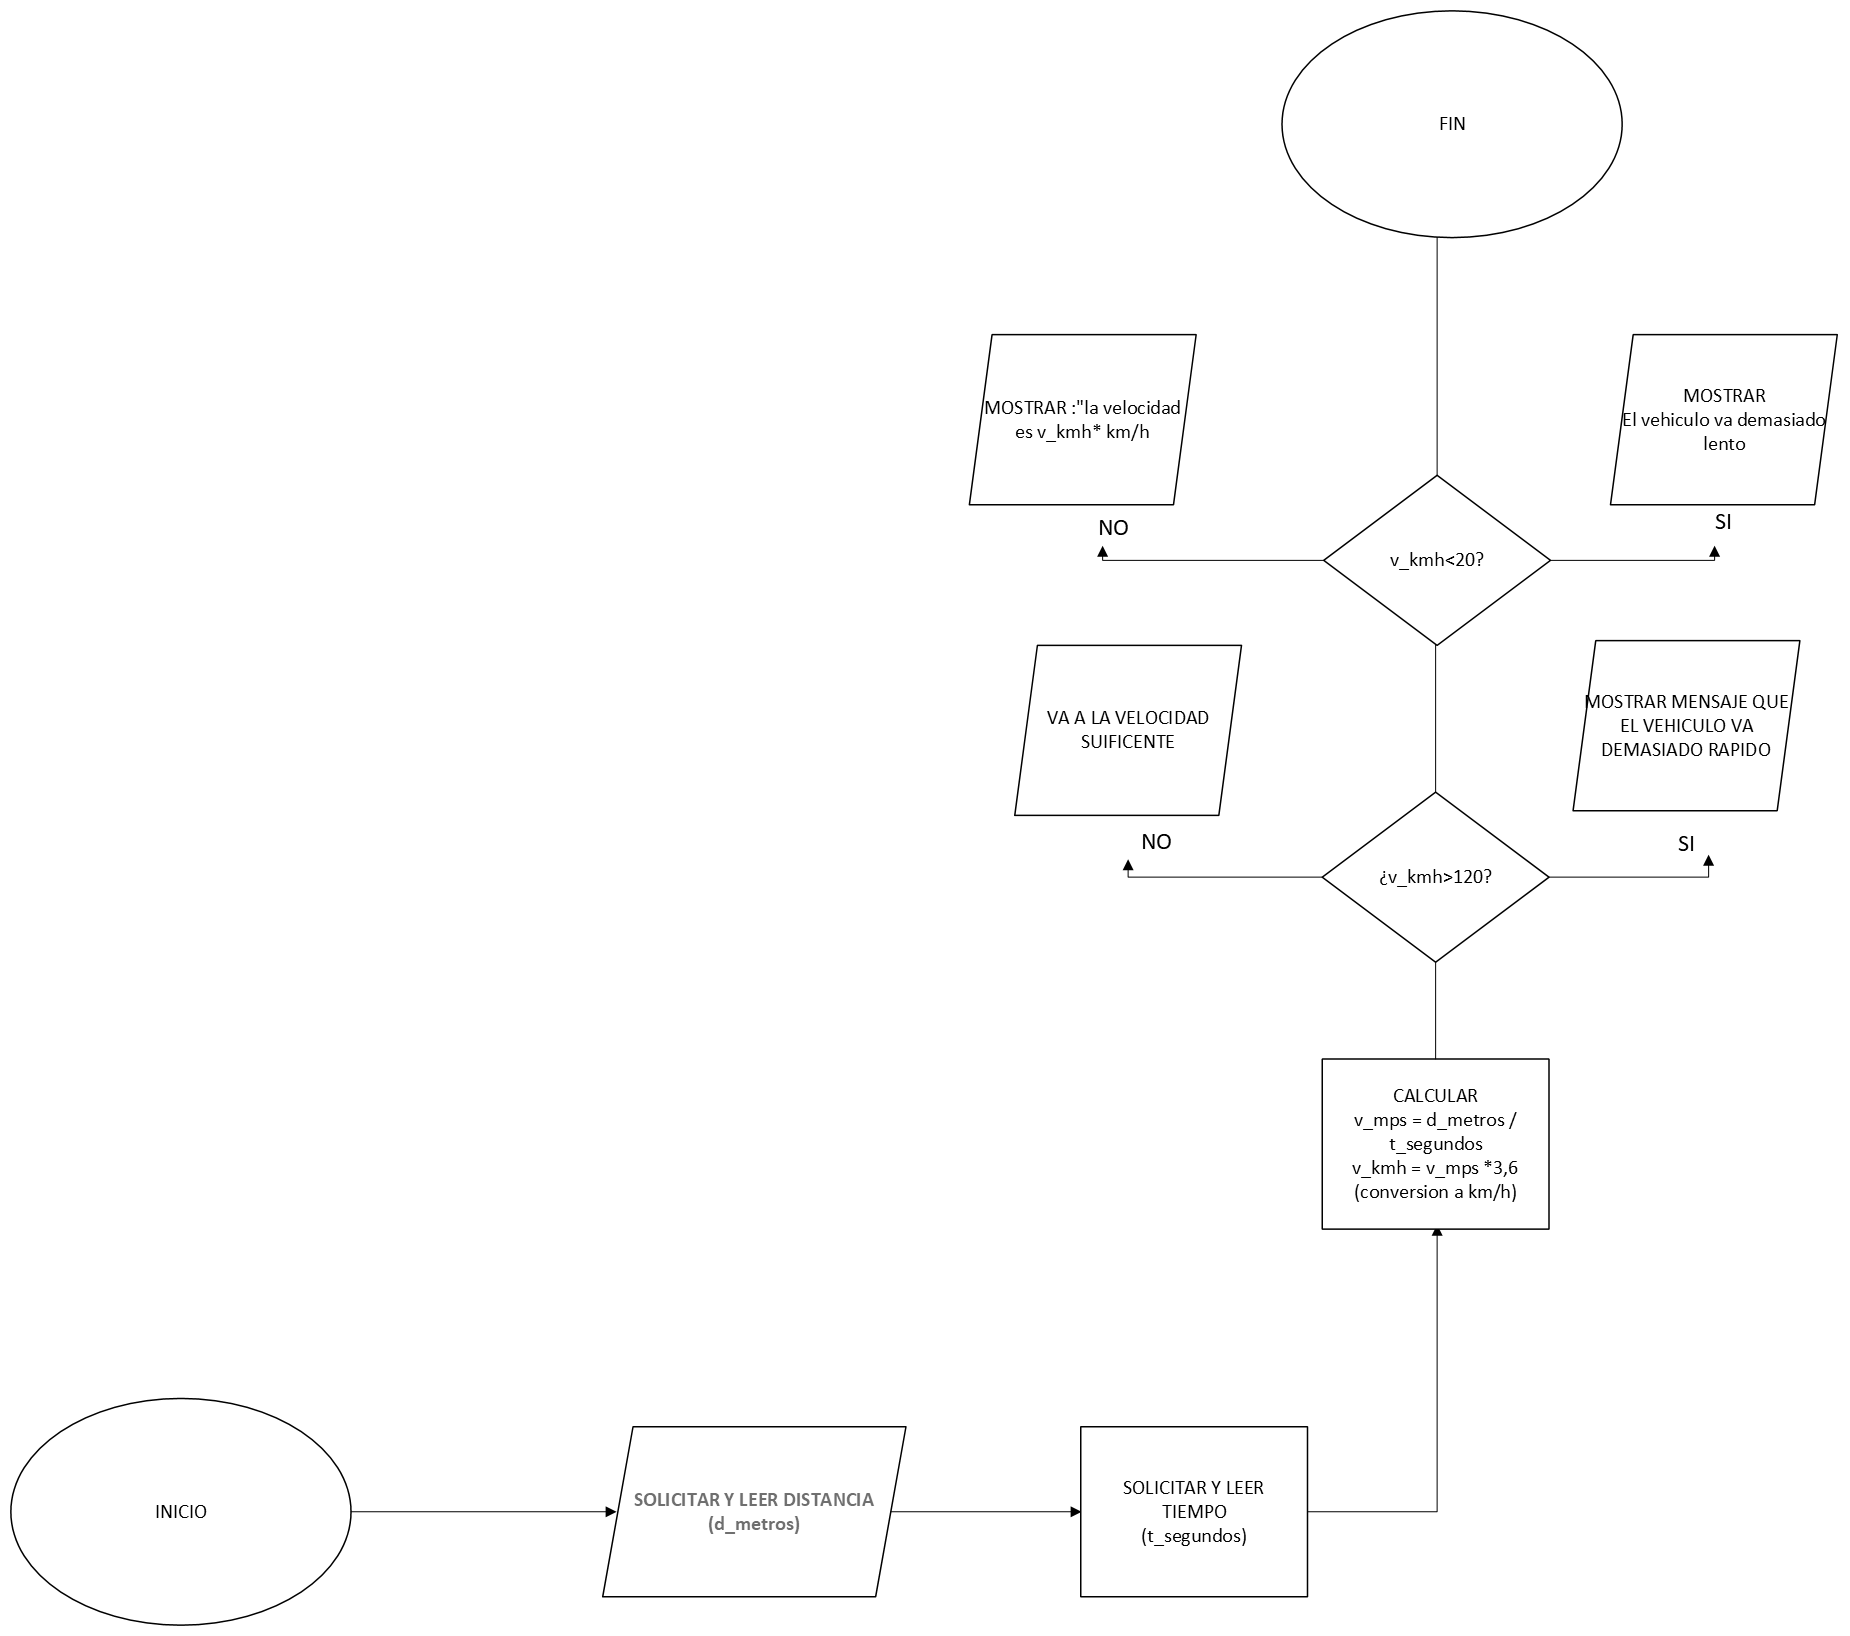 FIN
MOSTRAR :"la velocidad
es v_kmh* km/h
MOSTRAR
El vehiculo va demasiado
lento
NO
SI
v_kmh<20?
VA A LA VELOCIDAD
SUIFICENTE
MOSTRAR MENSAJE QUE
EL VEHICULO VA
DEMASIADO RAPIDO
NO
SI
¿v_kmh>120?
CALCULAR
v_mps = d_metros /
t_segundos
v_kmh = v_mps *3,6
(conversion a km/h)
INICIO
SOLICITAR Y LEER DISTANCIA
(d_metros)
SOLICITAR Y LEER
TIEMPO
(t_segundos)